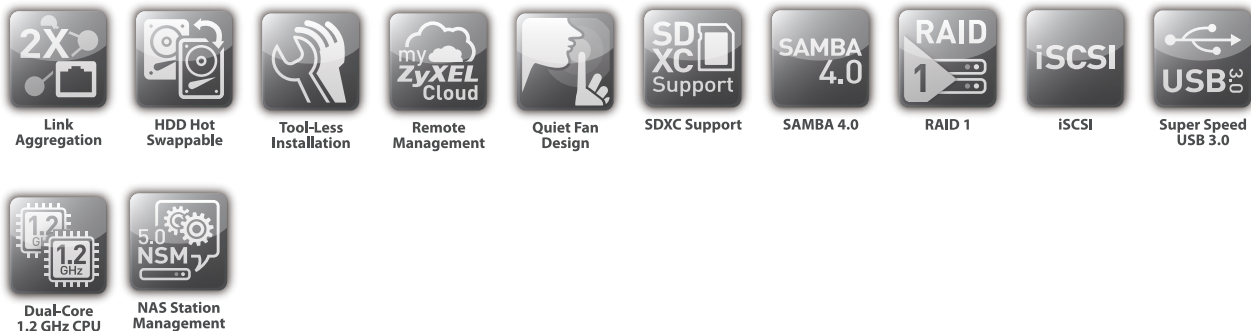 2X
Link
Aggregation
HDD Hot
Swappable
Tool-Less
Installation
my
ZyXEL
Cloud
Remote
Management
Quiet Fan
Design
SD
XC
Support
SDXC Support
SAMBA
4.0
SAMBA 4.0
RAID
1
RAID 1
iSCSI
iSCSI
USB 3.0
Super Speed
USB 3.0
1.2
GHz
1.2
GHz
Dual-Core
1.2 GHz CPU
5.0
NSM
NAS Station
Management